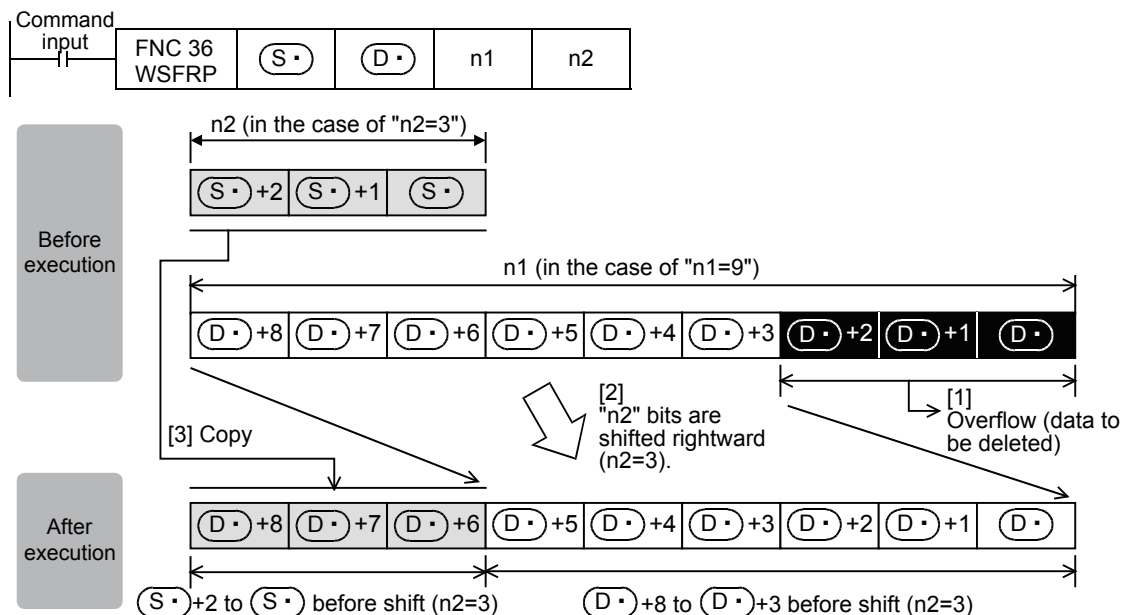 Command
input
FNC 36
WSFRP
S・
D・
n1
n2
n2 (in the case of "n2=3")
S・+2 S・+1 S・
Before
execution
n1 (in the case of "n1=9")
D・+8 D・+7 D・+6 D・+5 D・+4 D・+3 D・+2 D・+1 D・
[1]
Overflow (data to
be deleted)
[2]
"n2" bits are
shifted rightward
(n2=3).
[3] Copy
After
execution
D・+8 D・+7 D・+6 D・+5 D・+4 D・+3 D・+2 D・+1 D・
S・+2 to S・ before shift (n2=3)
D・+8 to D・+3 before shift (n2=3)